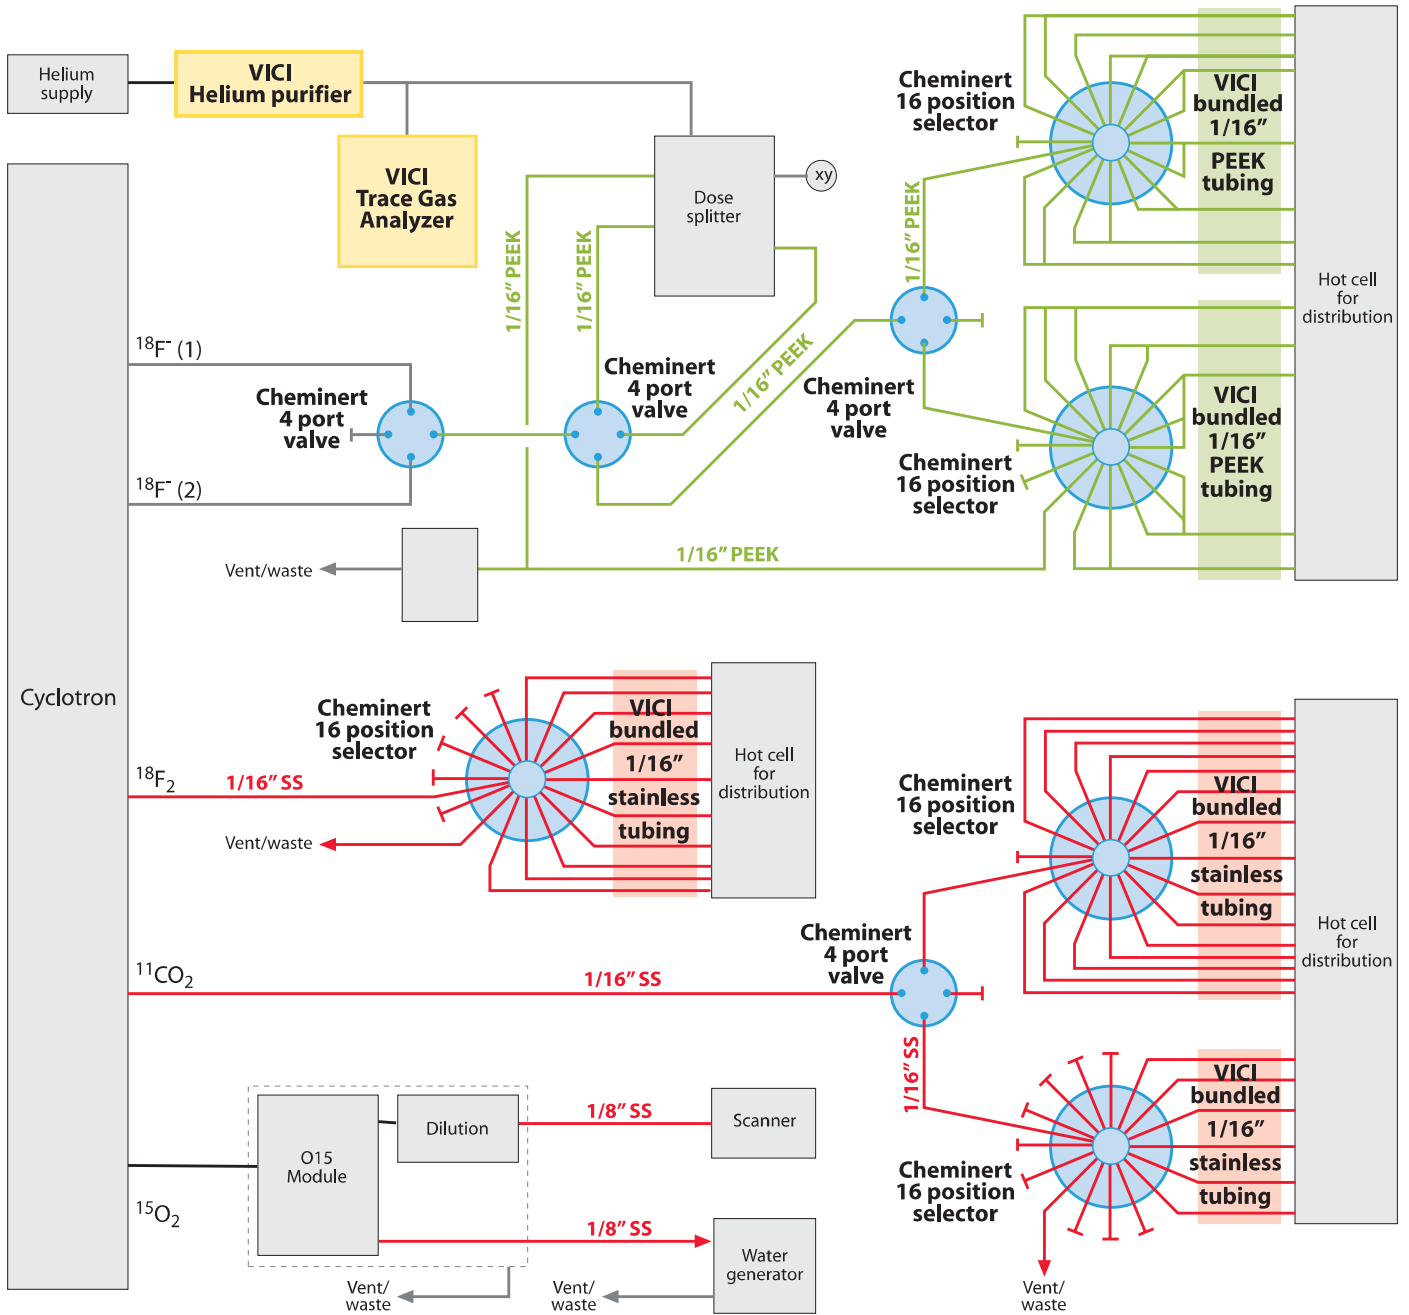 Helium
supply
VICI
Helium purifier
VICI
Trace Gas
Analyzer
Dose
splitter
xy
Cheminert
16 position
selector
VICI
bundled
1/16”
PEEK
tubing
Hot cell
for
distribution
1/16” PEEK
1/16” PEEK
1/16” PEEK
1/16” PEEK
18F- (1)
Cheminert
4 port
valve
Cheminert
4 port
valve
Cheminert
4 port
valve
18F- (2)
Cheminert
16 position
selector
VICI
bundled
1/16”
PEEK
tubing
Vent/waste
1/16” PEEK
Cyclotron
Cheminert
16 position
selector
VICI
bundled
1/16”
stainless
tubing
Hot cell
for
distribution
18F2
1/16” SS
Vent/waste
Cheminert
16 position
selector
VICI
bundled
1/16”
stainless
tubing
Hot cell
for
distribution
11CO2
1/16” SS
Cheminert
4 port
valve
1/16” SS
Cheminert
16 position
selector
VICI
bundled
1/16”
stainless
tubing
Vent/
waste
15O2
O15
Module
Dilution
1/8” SS
Scanner
1/8” SS
Water
generator
Vent/
waste
Vent/
waste